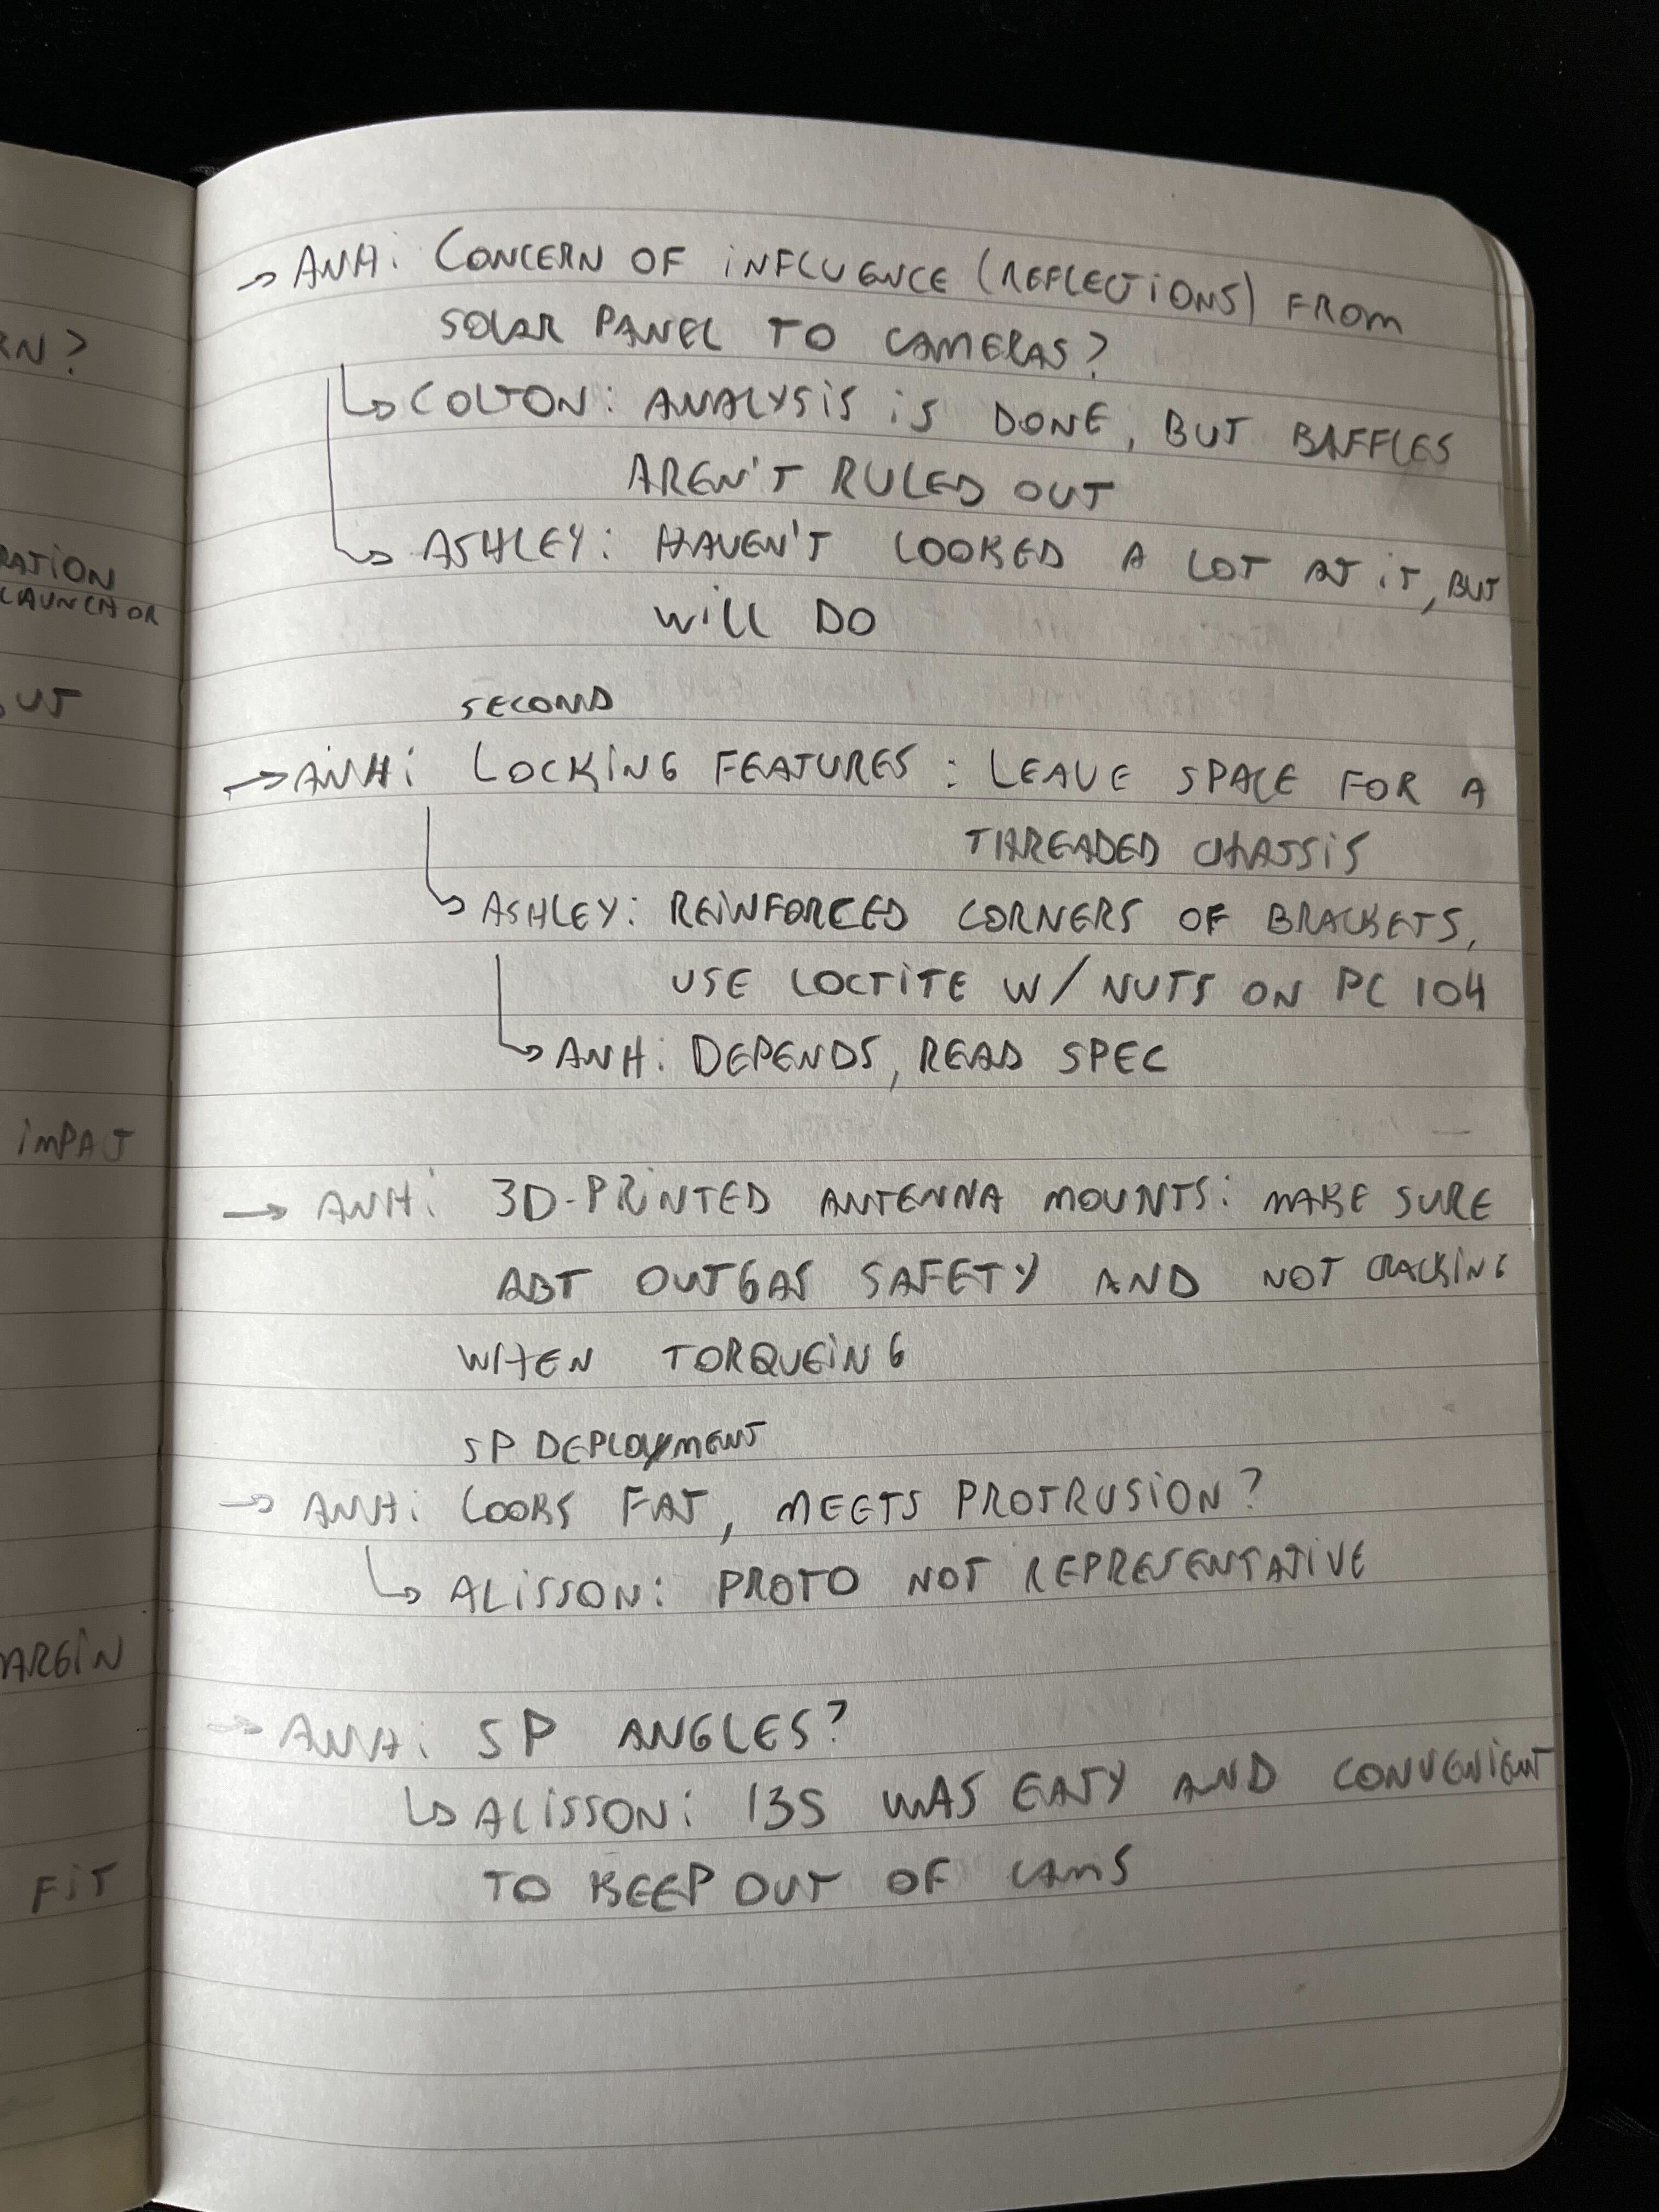 RN?
RATION
LAUNCHOR
UT
IMPACT
ARGIN
FIT
→ ANH: CONCERN OF INFLUENCE (REFLECTIONS) FROM
SOLAR PANEL TO CAMERAS?
↳ COLTON: ANALYSIS IS DONE, BUT BAFFLES
AREN'T RULED OUT
↳ ASHLEY: HAVEN'T LOOKED A LOT AT IT, BUT
WILL DO
SECOND
→ ANH: LOCKING FEATURES: LEAVE SPACE FOR A
THREADED CHASSIS
↳ ASHLEY: REINFORCED CORNERS OF BRACKETS,
USE LOCTITE W/ NUTS ON PC 104
↳ ANH: DEPENDS, READ SPEC
→ ANH: 3D-PRINTED ANTENNA MOUNTS: MAKE SURE
ABT OUTGAS SAFETY AND NOT CRACKING
WHEN TORQUEING
SP DEPLOYMENT
→ ANH: LOOKS FAT, MEETS PROTRUSION?
↳ ALISSON: PROTO NOT REPRESENTATIVE
→ ANH: SP ANGLES?
↳ ALISSON: 135 WAS EASY AND CONVENIENT
TO KEEP OUT OF CAMS